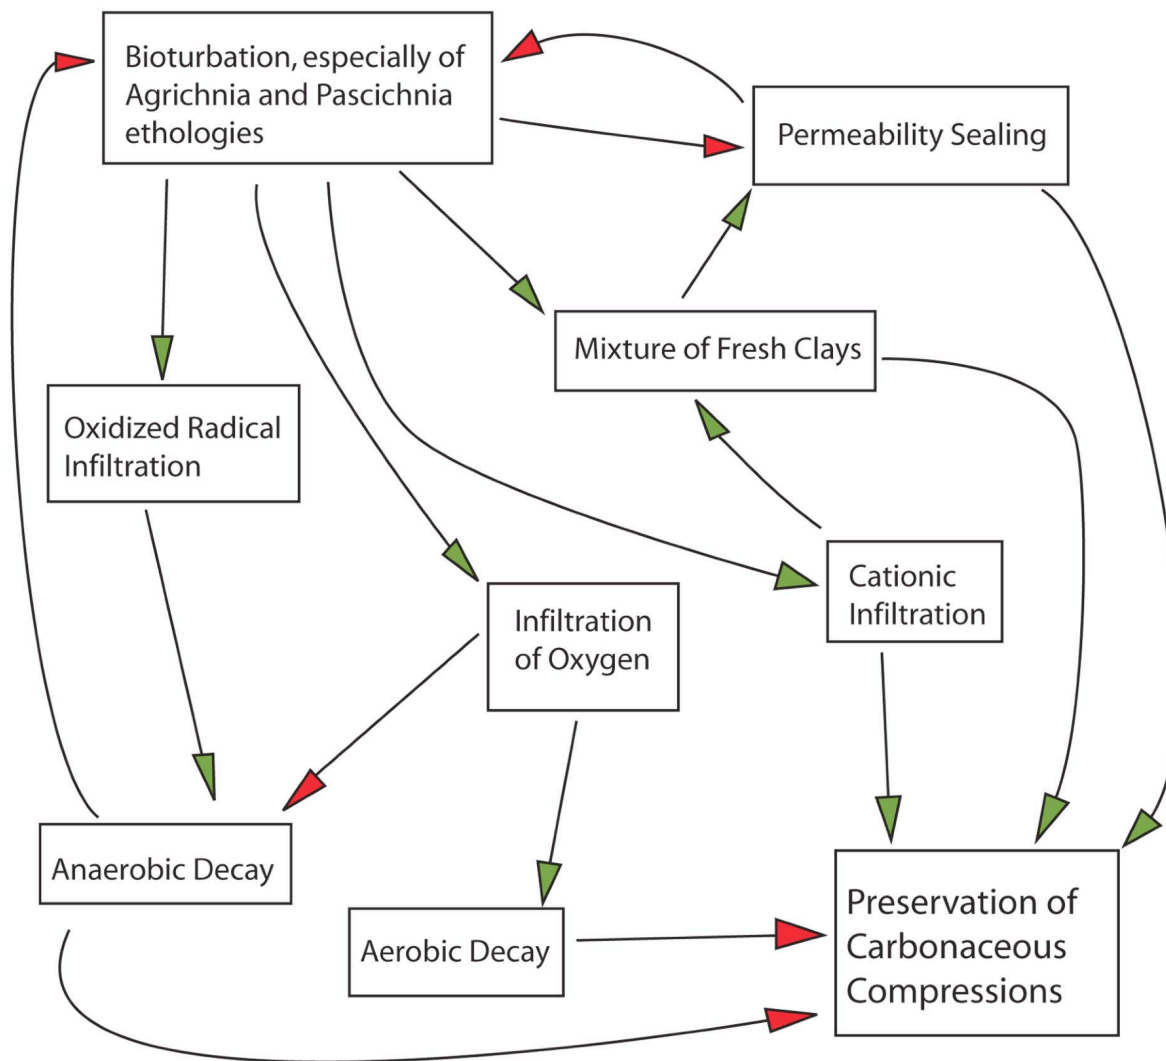 Bioturbation, especially of
Agrichnia and Pascichnia
ethologies
Permeability Sealing
Mixture of Fresh Clays
Oxidized Radical
Infiltration
Cationic
Infiltration
Infiltration
of Oxygen
Anaerobic Decay
Aerobic Decay
Preservation of
Carbonaceous
Compressions